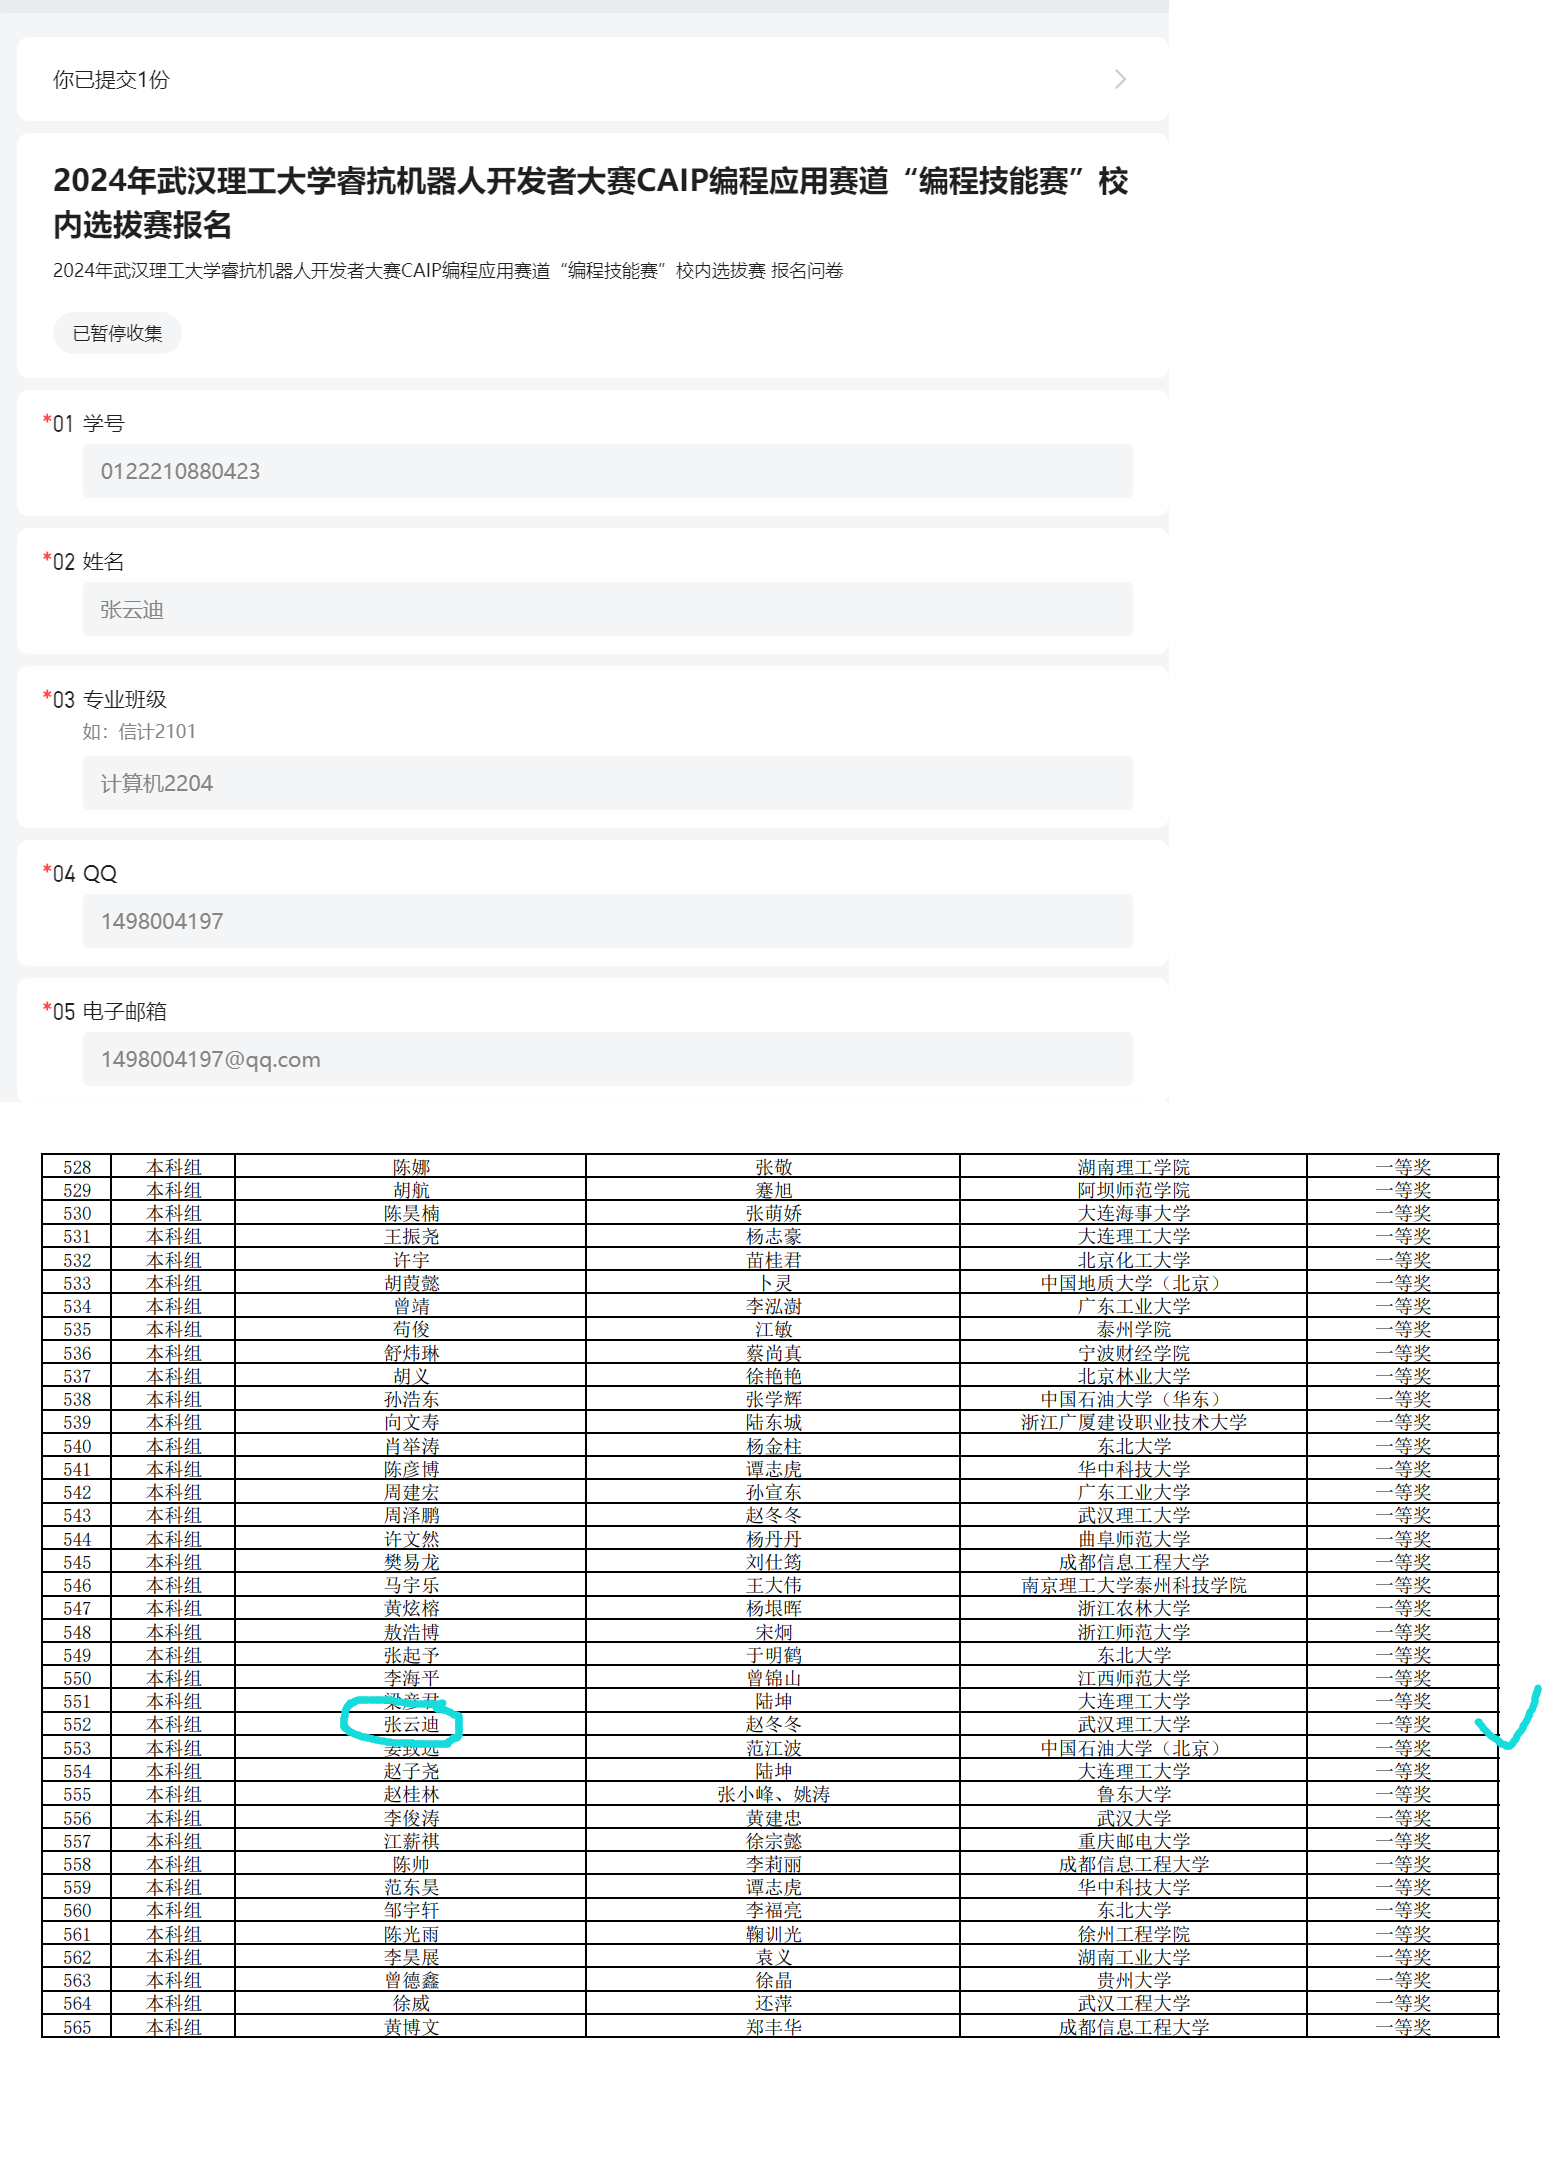 你已提交1份
2024年武汉理工大学睿抗机器人开发者大赛CAIP编程应用赛道“编程技能赛”校
内选拔赛报名
2024年武汉理工大学睿抗机器人开发者大赛CAIP编程应用赛道“编程技能赛”校内选拔赛 报名问卷
已暂停收集
*01 学号
0122210880423
*02 姓名
张云迪
*03 专业班级
如：信计2101
计算机2204
*04 QQ
1498004197
*05 电子邮箱
1498004197@qq.com
528 本科组 陈娜 张敬 湖南理工学院 一等奖
529 本科组 胡航 蹇旭 阿坝师范学院 一等奖
530 本科组 陈昊楠 张萌娇 大连海事大学 一等奖
531 本科组 王振尧 杨志豪 大连理工大学 一等奖
532 本科组 许宇 苗桂君 北京化工大学 一等奖
533 本科组 胡葭懿 卜灵 中国地质大学（北京） 一等奖
534 本科组 曾靖 李泓澍 广东工业大学 一等奖
535 本科组 苟俊 江敏 泰州学院 一等奖
536 本科组 舒炜琳 蔡尚真 宁波财经学院 一等奖
537 本科组 胡义 徐艳艳 北京林业大学 一等奖
538 本科组 孙浩东 张学辉 中国石油大学（华东） 一等奖
539 本科组 向文寿 陆东城 浙江广厦建设职业技术大学 一等奖
540 本科组 肖举涛 杨金柱 东北大学 一等奖
541 本科组 陈彦博 谭志虎 华中科技大学 一等奖
542 本科组 周建宏 孙宣东 广东工业大学 一等奖
543 本科组 周泽鹏 赵冬冬 武汉理工大学 一等奖
544 本科组 许文然 杨丹丹 曲阜师范大学 一等奖
545 本科组 樊易龙 刘仕筠 成都信息工程大学 一等奖
546 本科组 马宇乐 王大伟 南京理工大学泰州科技学院 一等奖
547 本科组 黄炫榕 杨垠晖 浙江农林大学 一等奖
548 本科组 敖浩博 宋炯 浙江师范大学 一等奖
549 本科组 张起予 于明鹤 东北大学 一等奖
550 本科组 李海平 曾锦山 江西师范大学 一等奖
551 本科组 梁彦君 陆坤 大连理工大学 一等奖
552 本科组 张云迪 赵冬冬 武汉理工大学 一等奖
553 本科组 姜致远 范江波 中国石油大学（北京） 一等奖
554 本科组 赵子尧 陆坤 大连理工大学 一等奖
555 本科组 赵桂林 张小峰、姚涛 鲁东大学 一等奖
556 本科组 李俊涛 黄建忠 武汉大学 一等奖
557 本科组 江薪祺 徐宗懿 重庆邮电大学 一等奖
558 本科组 陈帅 李莉丽 成都信息工程大学 一等奖
559 本科组 范东昊 谭志虎 华中科技大学 一等奖
560 本科组 邹宇轩 李福亮 东北大学 一等奖
561 本科组 陈光雨 鞠训光 徐州工程学院 一等奖
562 本科组 李昊展 袁义 湖南工业大学 一等奖
563 本科组 曾德鑫 徐晶 贵州大学 一等奖
564 本科组 徐威 还萍 武汉工程大学 一等奖
565 本科组 黄博文 郑丰华 成都信息工程大学 一等奖